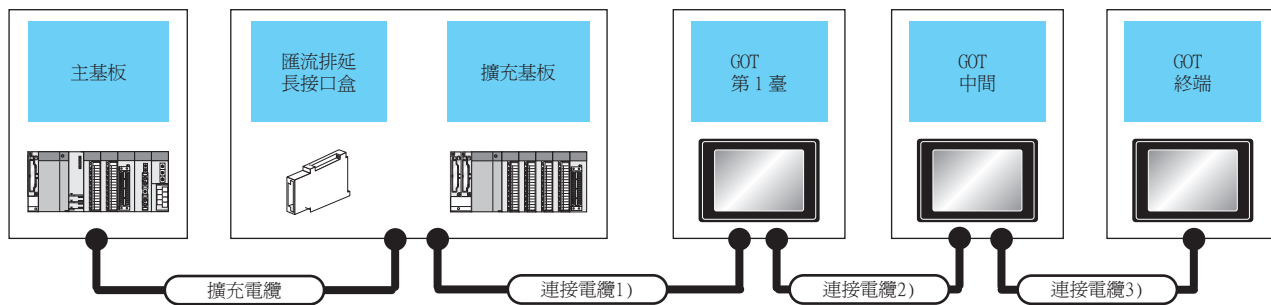 主基板
匯流排延
長接口盒
擴充基板
GOT
第1臺
GOT
中間
GOT
終端
擴充電纜
連接電纜1)
連接電纜2)
連接電纜3)